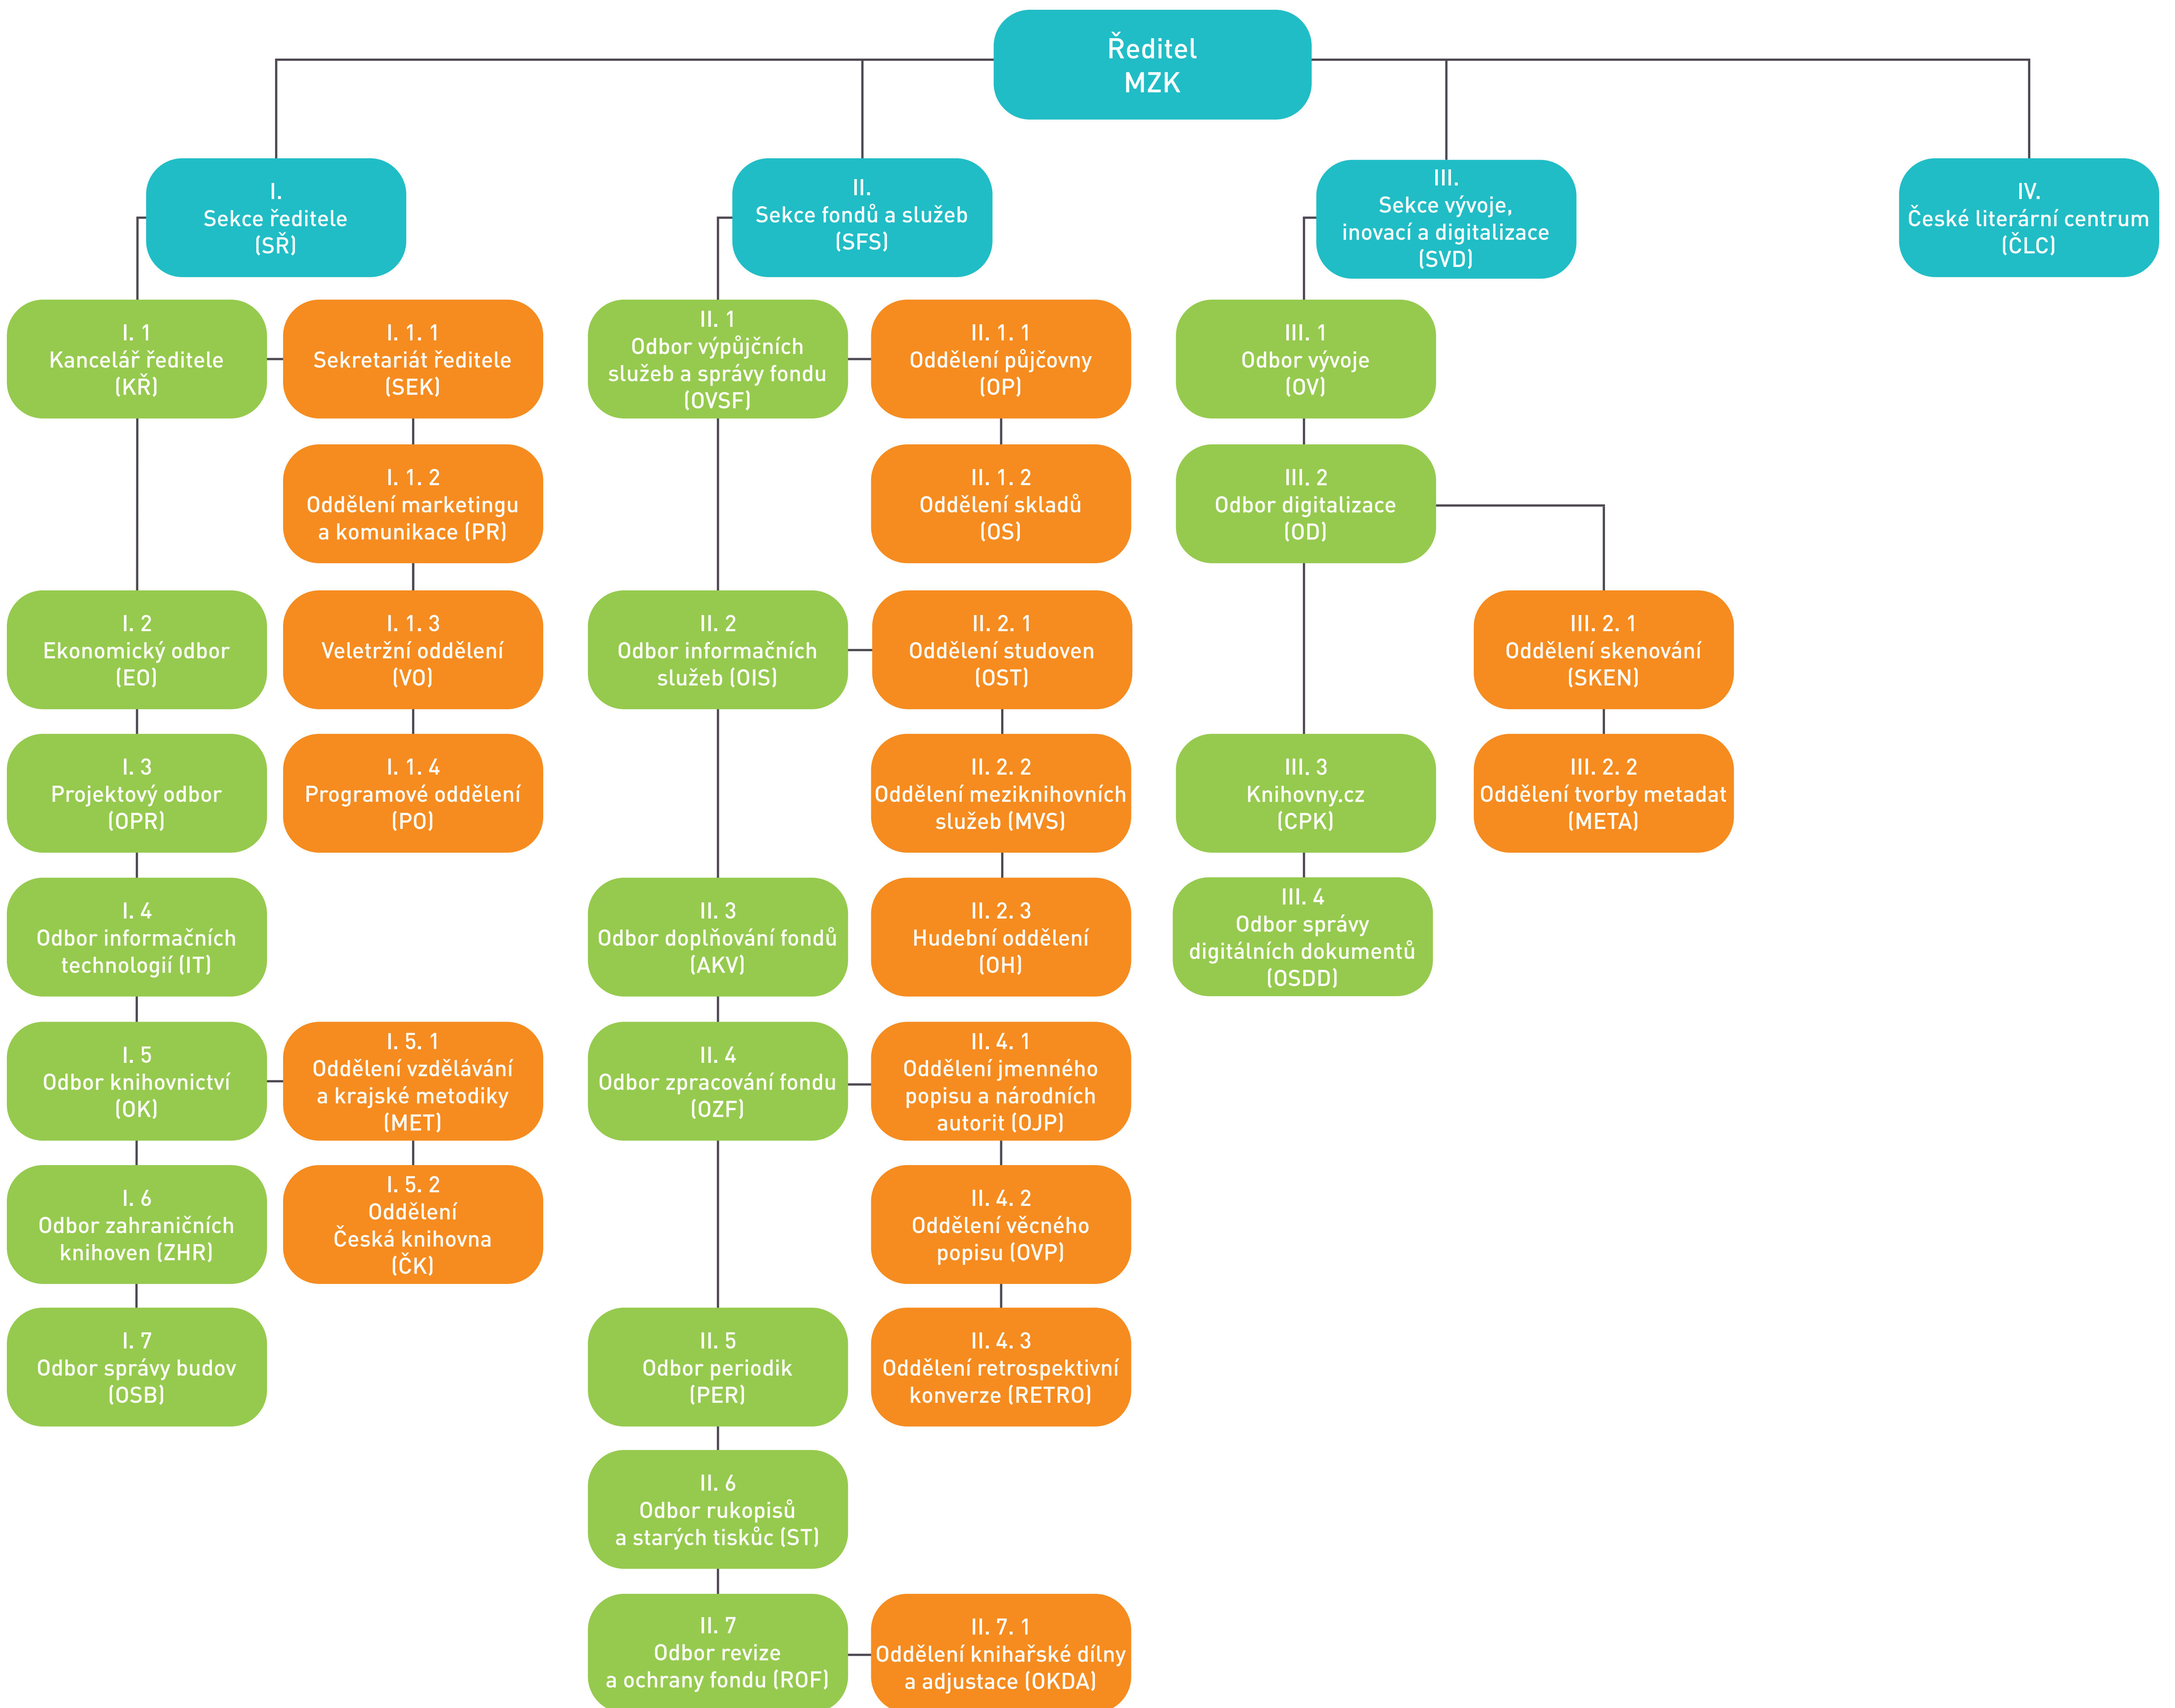 Ředitel
MZK
I.
Sekce ředitele
(SŘ)
II.
Sekce fondů a služeb
(SFS)
III.
Sekce vývoje,
inovací a digitalizace
(SVD)
IV.
České literární centrum
(ČLC)
I. 1
Kancelář ředitele
(KŘ)
I. 1. 1
Sekretariát ředitele
(SEK)
I. 1. 2
Oddělení marketingu
a komunikace (PR)
I. 1. 3
Veletržní oddělení
(VO)
I. 1. 4
Programové oddělení
(PO)
I. 2
Ekonomický odbor
(EO)
I. 3
Projektový odbor
(OPR)
I. 4
Odbor informačních
technologií (IT)
I. 5
Odbor knihovnictví
(OK)
I. 5. 1
Oddělení vzdělávání
a krajské metodiky
(MET)
I. 5. 2
Oddělení
Česká knihovna
(ČK)
I. 6
Odbor zahraničních
knihoven (ZHR)
I. 7
Odbor správy budov
(OSB)
II. 1
Odbor výpůjčních
služeb a správy fondu
(OVSF)
II. 1. 1
Oddělení půjčovny
(OP)
II. 1. 2
Oddělení skladů
(OS)
II. 2
Odbor informačních
služeb (OIS)
II. 2. 1
Oddělení studoven
(OST)
II. 2. 2
Oddělení meziknihovních
služeb (MVS)
II. 2. 3
Hudební oddělení
(OH)
II. 3
Odbor doplňování fondů
(AKV)
II. 4
Odbor zpracování fondu
(OZF)
II. 4. 1
Oddělení jmenného
popisu a národních
autorit (OJP)
II. 4. 2
Oddělení věcného
popisu (OVP)
II. 4. 3
Oddělení retrospektivní
konverze (RETRO)
II. 5
Odbor periodik
(PER)
II. 6
Odbor rukopisů
a starých tiskůc (ST)
II. 7
Odbor revize
a ochrany fondu (ROF)
II. 7. 1
Oddělení knihařské dílny
a adjustace (OKDA)
III. 1
Odbor vývoje
(OV)
III. 2
Odbor digitalizace
(OD)
III. 2. 1
Oddělení skenování
(SKEN)
III. 2. 2
Oddělení tvorby metadat
(META)
III. 3
Knihovny.cz
(CPK)
III. 4
Odbor správy
digitálních dokumentů
(OSDD)